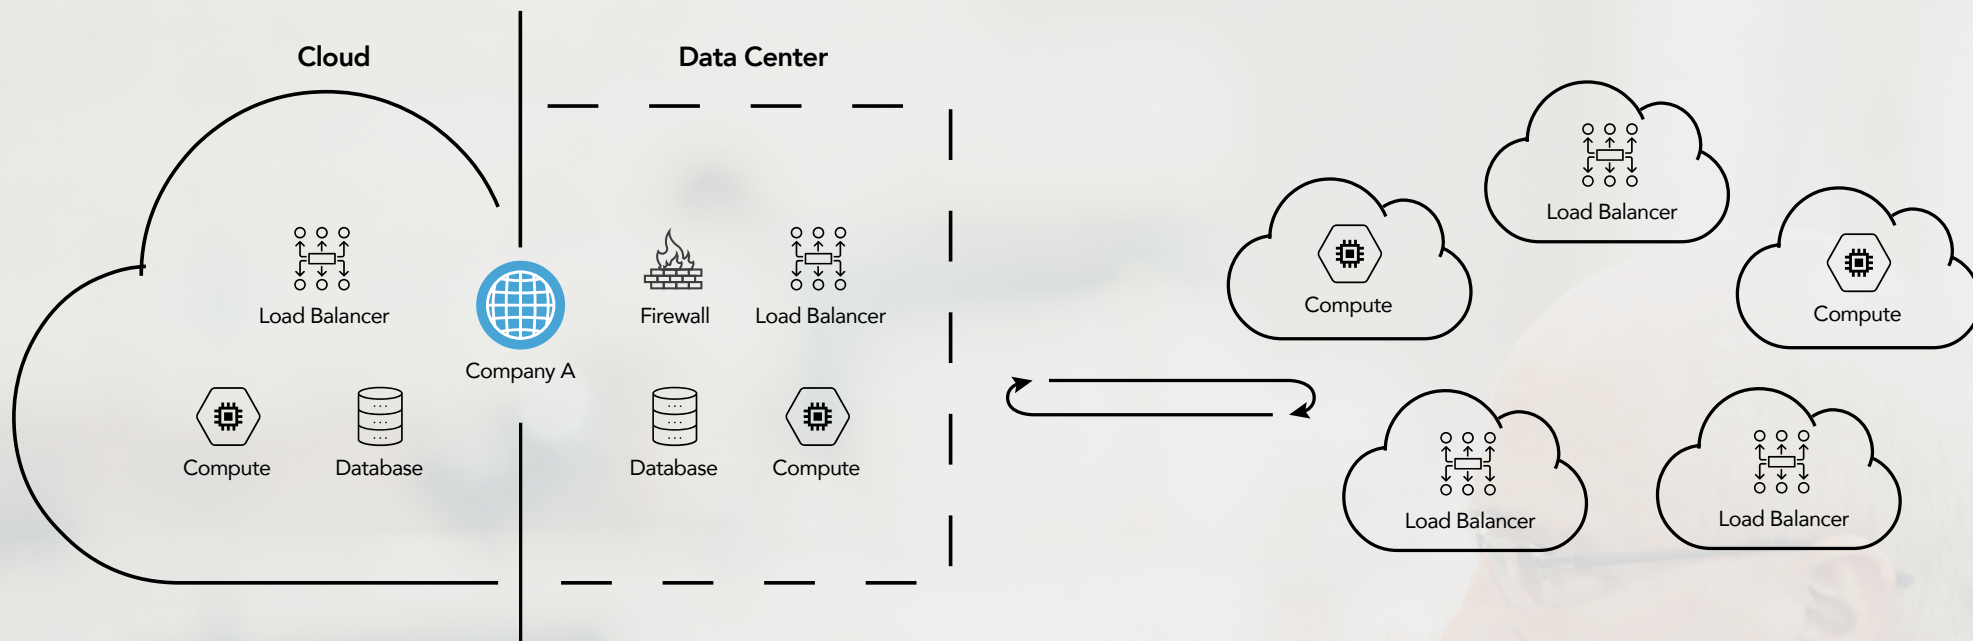 Cloud
Data Center
Load Balancer
Company A
Compute
Database
Firewall
Load Balancer
Database
Compute
Load Balancer
Compute
Compute
Load Balancer
Load Balancer